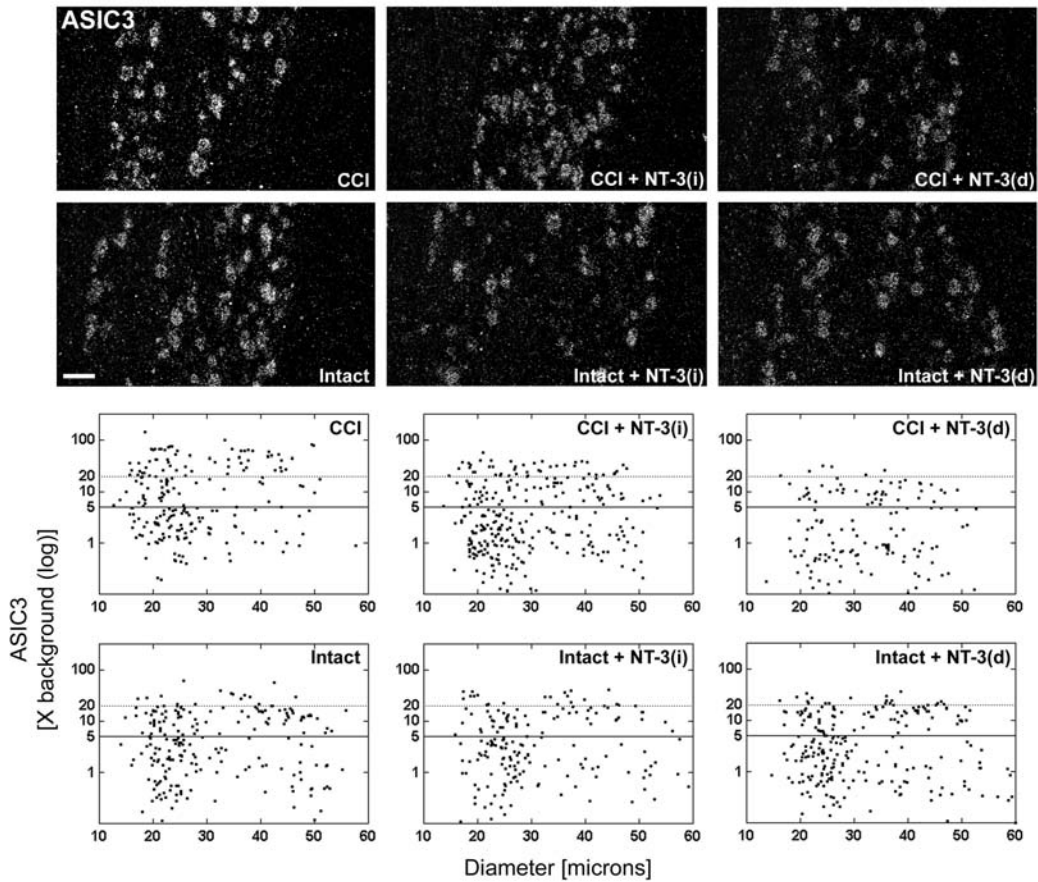 ASIC3
CCI
CCI + NT-3(i)
CCI + NT-3(d)
Intact
Intact + NT-3(i)
Intact + NT-3(d)
ASIC3
[X background (log)]
CCI
100
20
10
5
1
10 20 30 40 50 60
CCI + NT-3(i)
100
20
10
5
1
10 20 30 40 50 60
CCI + NT-3(d)
100
20
10
5
1
10 20 30 40 50 60
Intact
100
20
10
5
1
10 20 30 40 50 60
Intact + NT-3(i)
100
20
10
5
1
10 20 30 40 50 60
Intact + NT-3(d)
100
20
10
5
1
10 20 30 40 50 60
Diameter [microns]